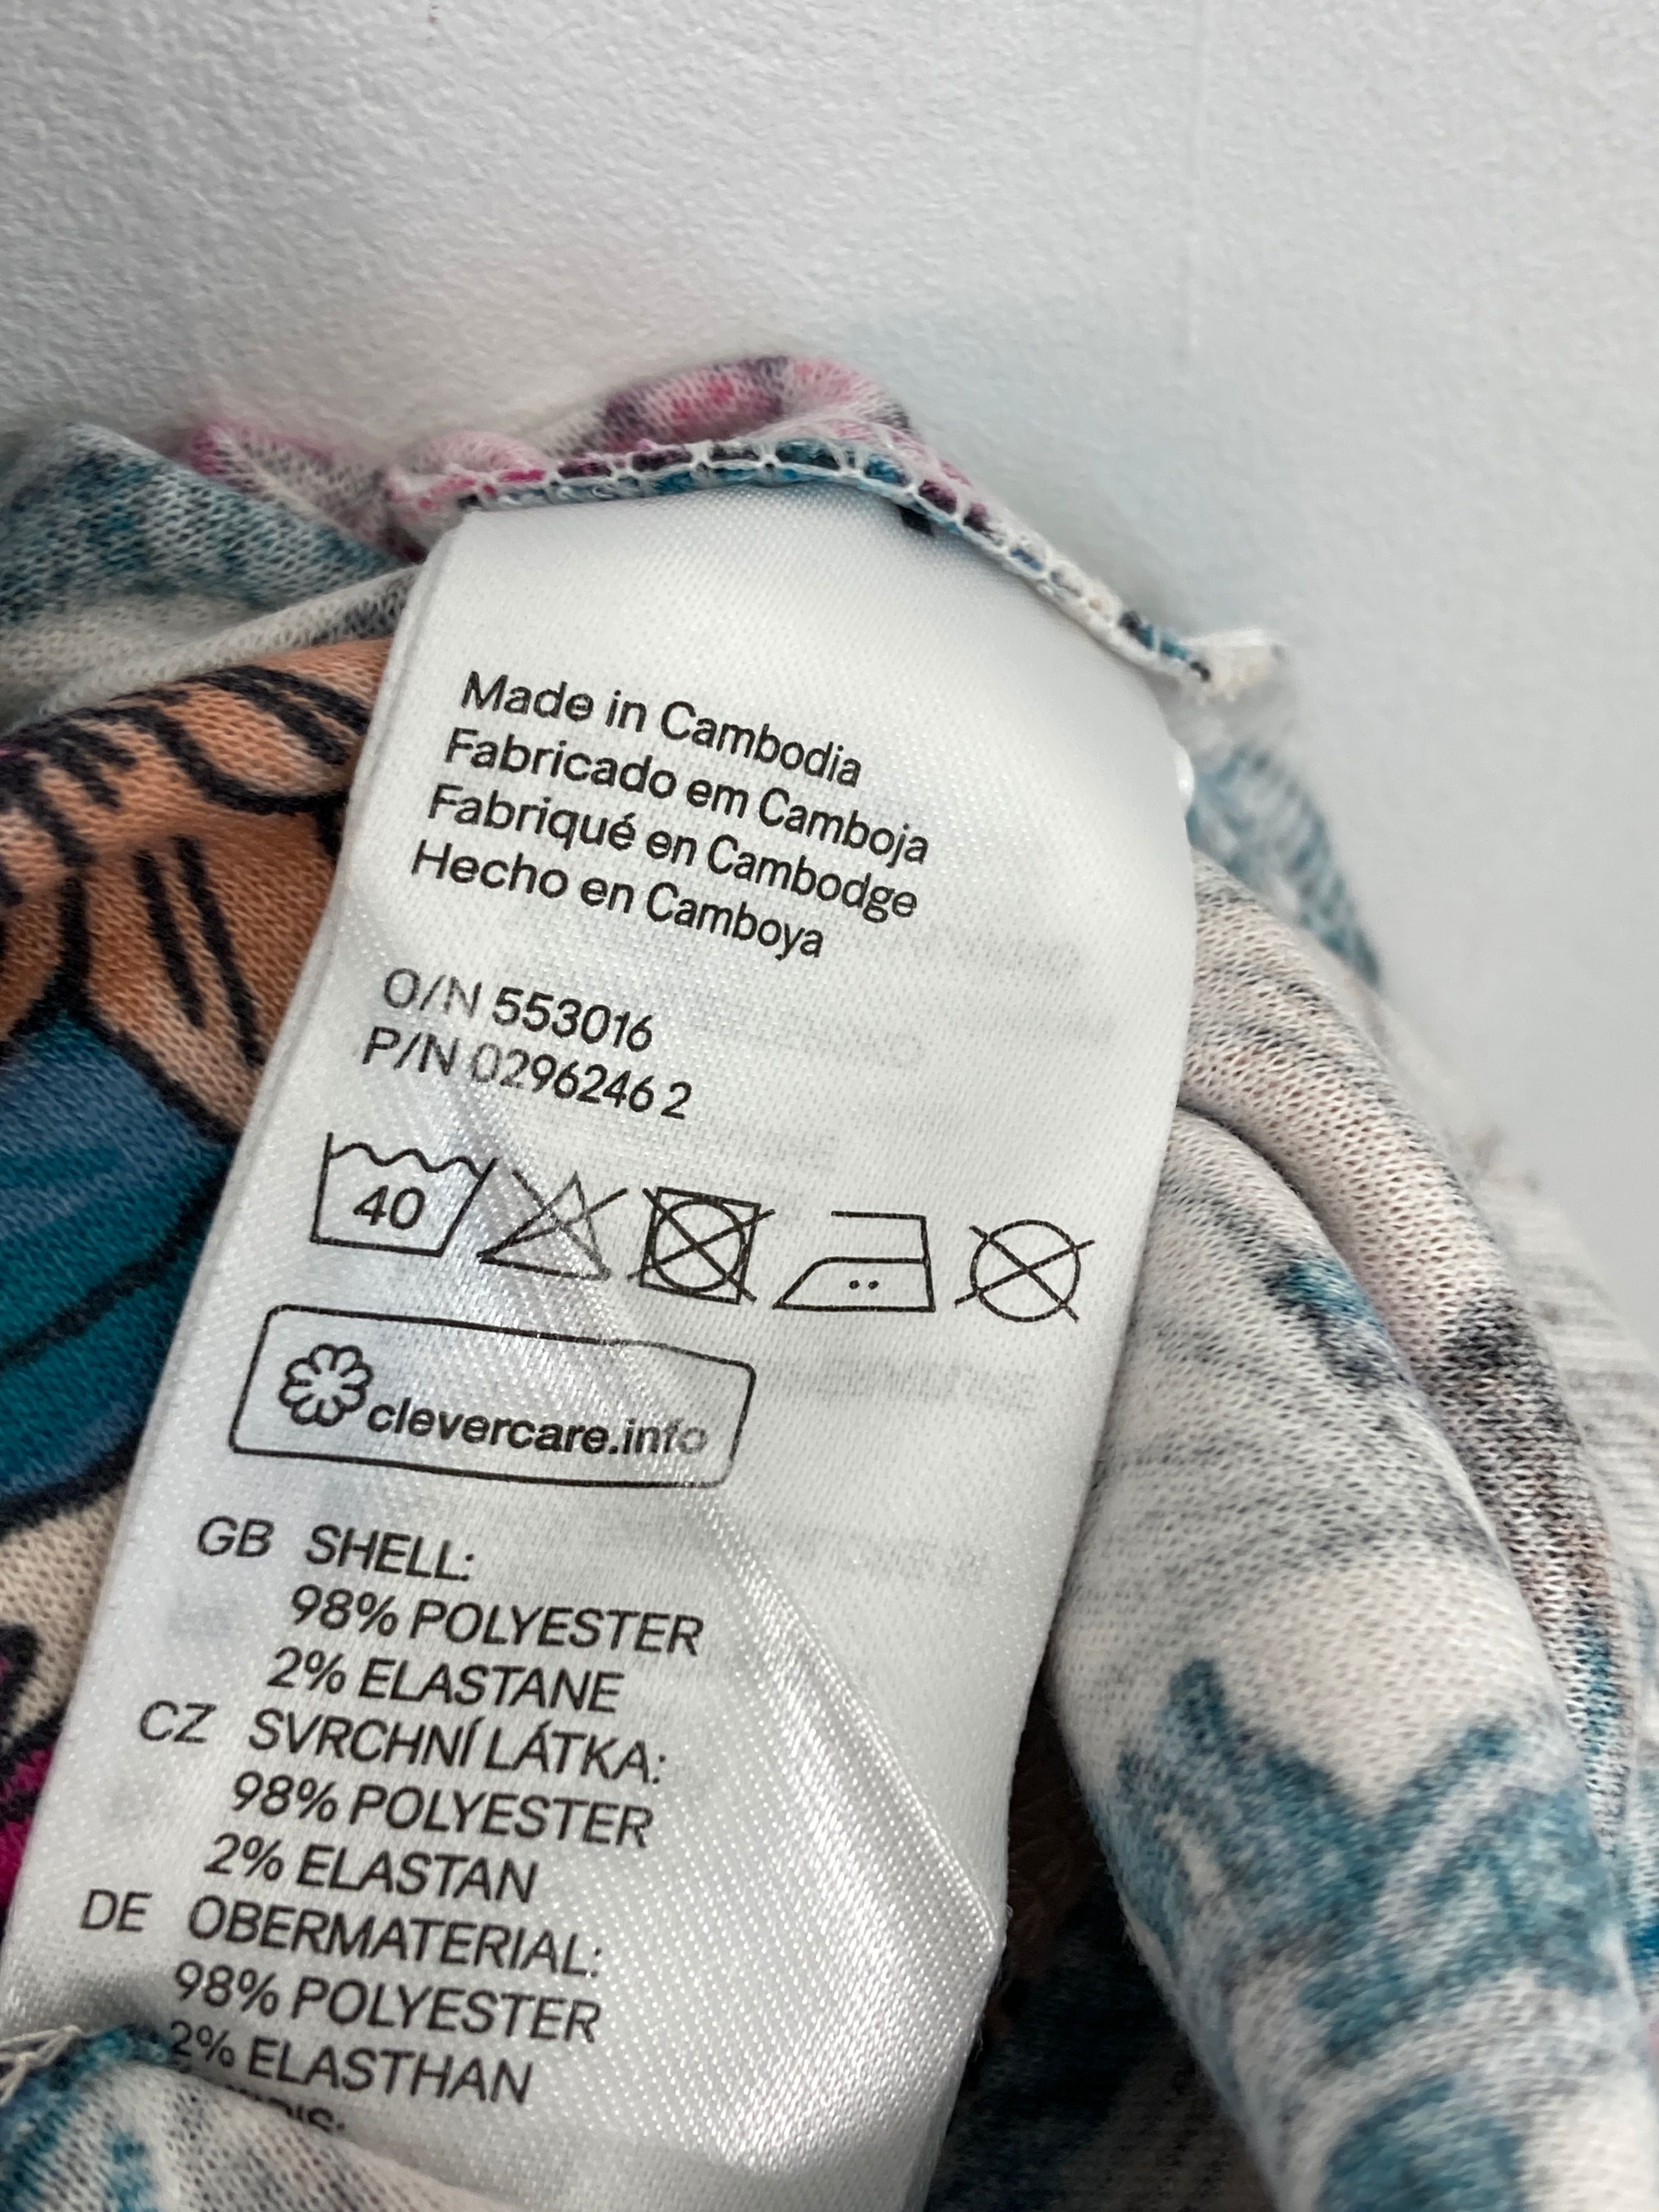 Made in Cambodia
Fabricado em Camboja
Fabriqué en Cambodge
Hecho en Camboya
O/N 553016
P/N 0296246 2
40
clevercare.info
GB SHELL:
98% POLYESTER
2% ELASTANE
CZ SVRCHNÍ LÁTKA:
98% POLYESTER
2% ELASTAN
DE OBERMATERIAL:
98% POLYESTER
2% ELASTHAN